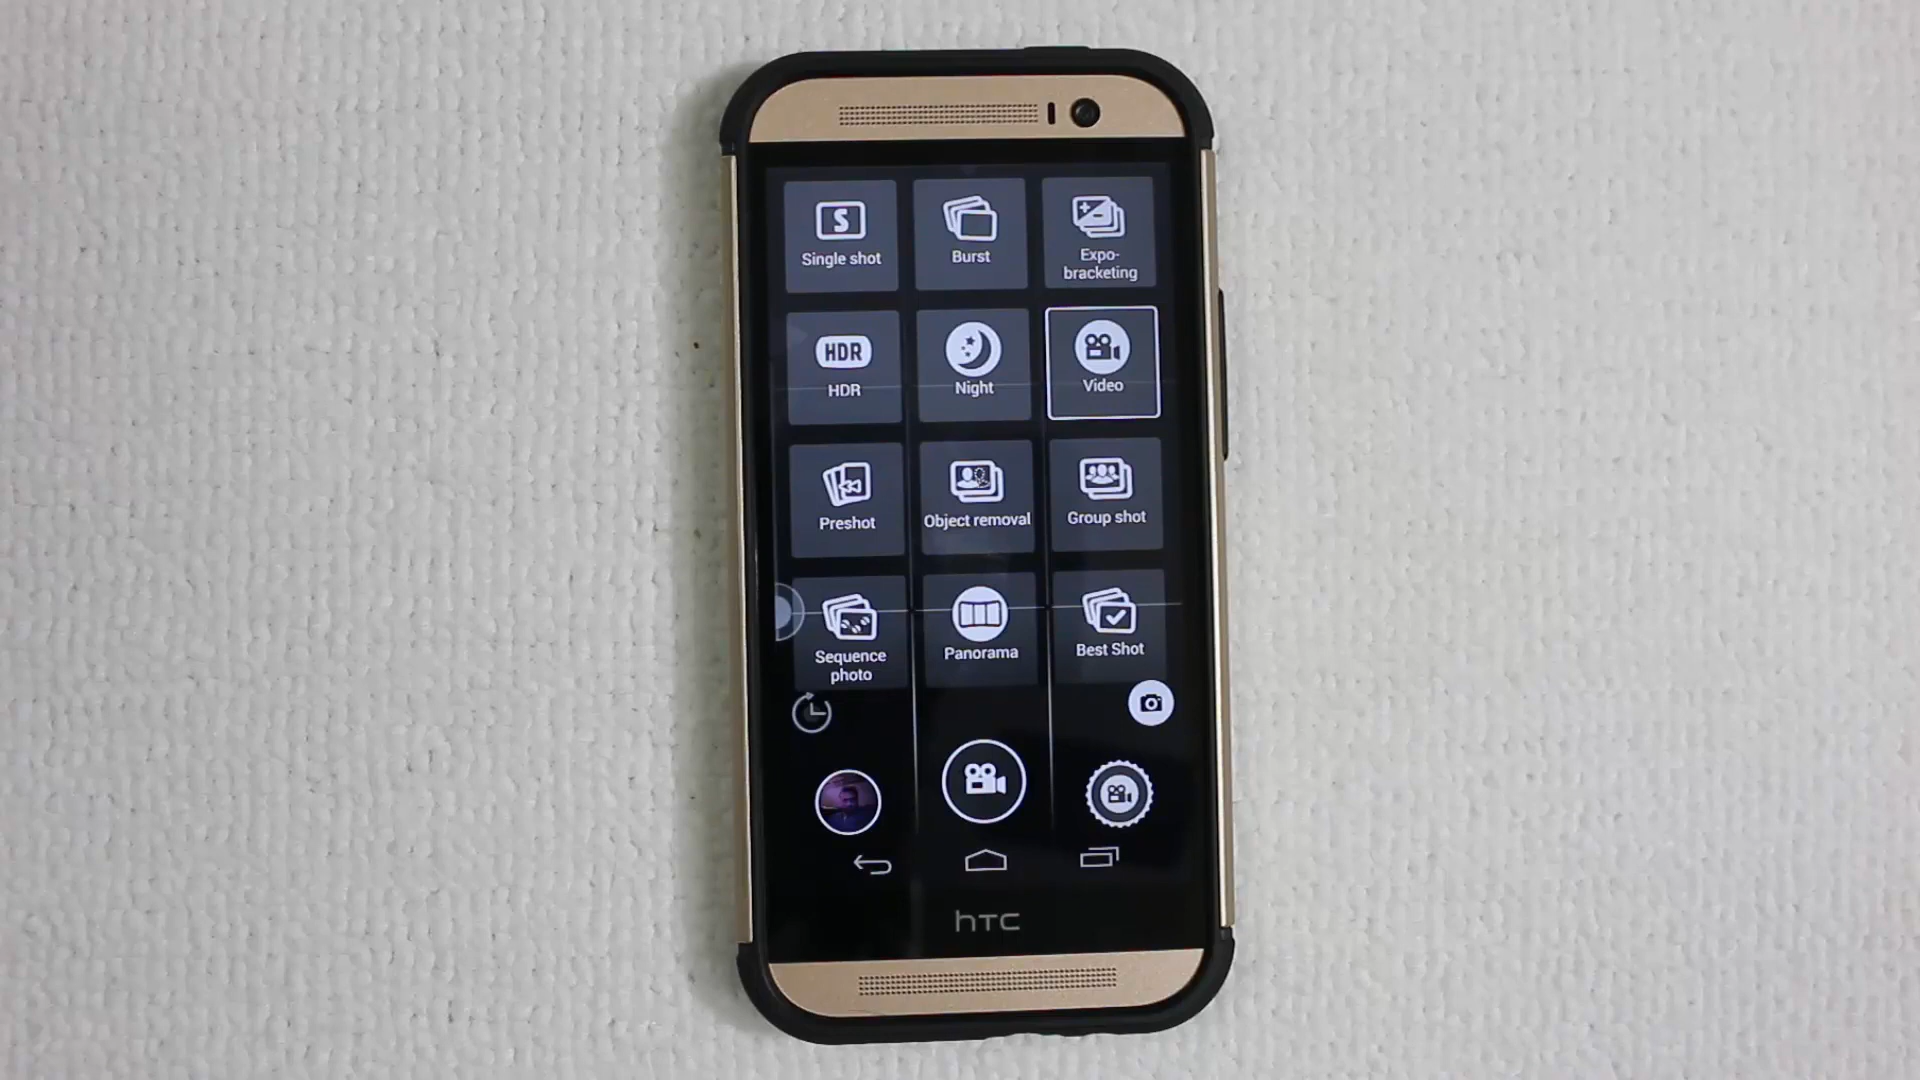 S
Single shot
Burst
Expo-
bracketing
HDR
HDR
Night
Video
Preshot
Object removal
Group shot
Sequence
photo
Panorama
Best Shot
hTC